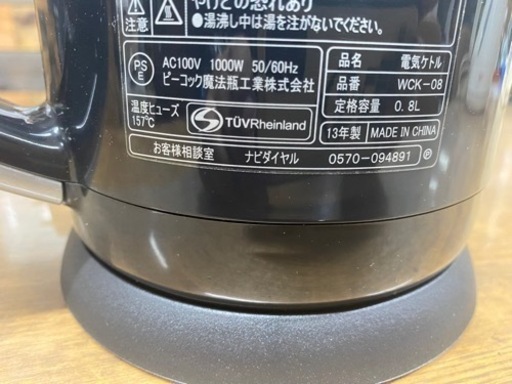 注意
やけどの恐れあり
●湯沸し中は湯を注がないでください。
PS
E
AC100V 1000W 50/60Hz
ピーコック魔法瓶工業株式会社
温度ヒューズ
157℃
TÜVRheinland
品名 電気ケトル
品番 WCK-08
定格容量 0.8L
13年製 MADE IN CHINA
お客様相談室 ナビダイヤル 0570-094891 ®